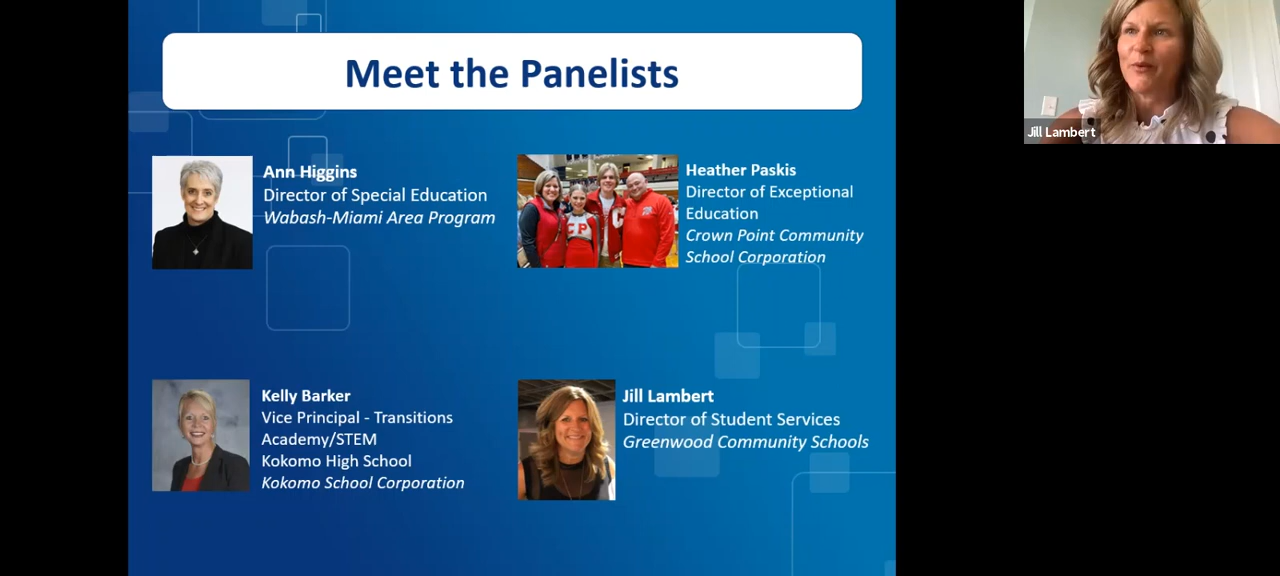 Meet the Panelists
Ann Higgins
Director of Special Education
Wabash-Miami Area Program
Heather Paskis
Director of Exceptional
Education
Crown Point Community
School Corporation
Kelly Barker
Vice Principal - Transitions
Academy/STEM
Kokomo High School
Kokomo School Corporation
Jill Lambert
Director of Student Services
Greenwood Community Schools
Jill Lambert
CP
C